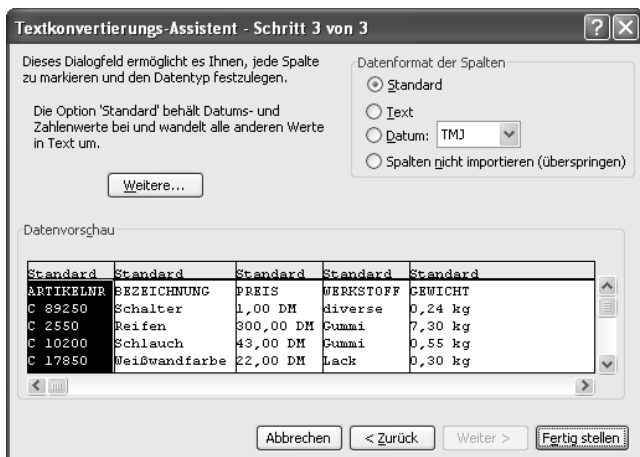 Textkonvertierungs-Assistent - Schritt 3 von 3
Dieses Dialogfeld ermöglicht es Ihnen, jede Spalte
zu markieren und den Datentyp festzulegen.
Die Option 'Standard' behält Datums- und
Zahlenwerte bei und wandelt alle anderen Werte
in Text um.
Weitere...
Datenformat der Spalten
Standard
Text
Datum: TMJ
Spalten nicht importieren (überspringen)
Datenvorschau
Standard Standard Standard Standard Standard
ARTIKELNR BEZEICHNUNG PREIS WERKSTOFF GEWICHT
C 89250 Schalter 1,00 DM diverse 0,24 kg
C 2550 Reifen 300,00 DM Gummi 7,30 kg
C 10200 Schlauch 43,00 DM Gummi 0,55 kg
C 17850 Weißwandfarbe 22,00 DM Lack 0,30 kg
Abbrechen < Zurück Weiter > Fertig stellen